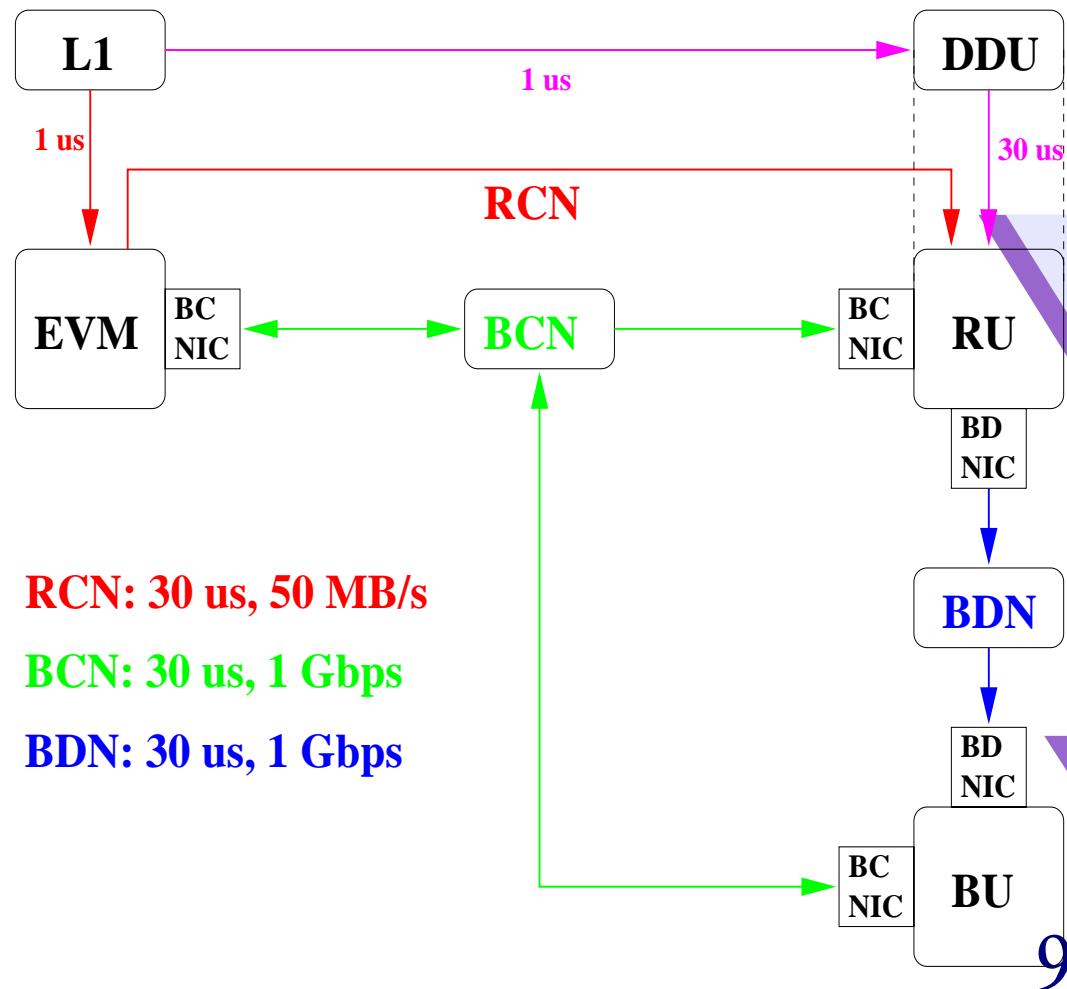 L1
DDU
1 us
1 us
30 us
RCN
EVM
BC
NIC
BCN
BC
NIC
RU
BD
NIC
RCN: 30 us, 50 MB/s
BCN: 30 us, 1 Gbps
BDN: 30 us, 1 Gbps
BDN
BD
NIC
BC
NIC
BU
9